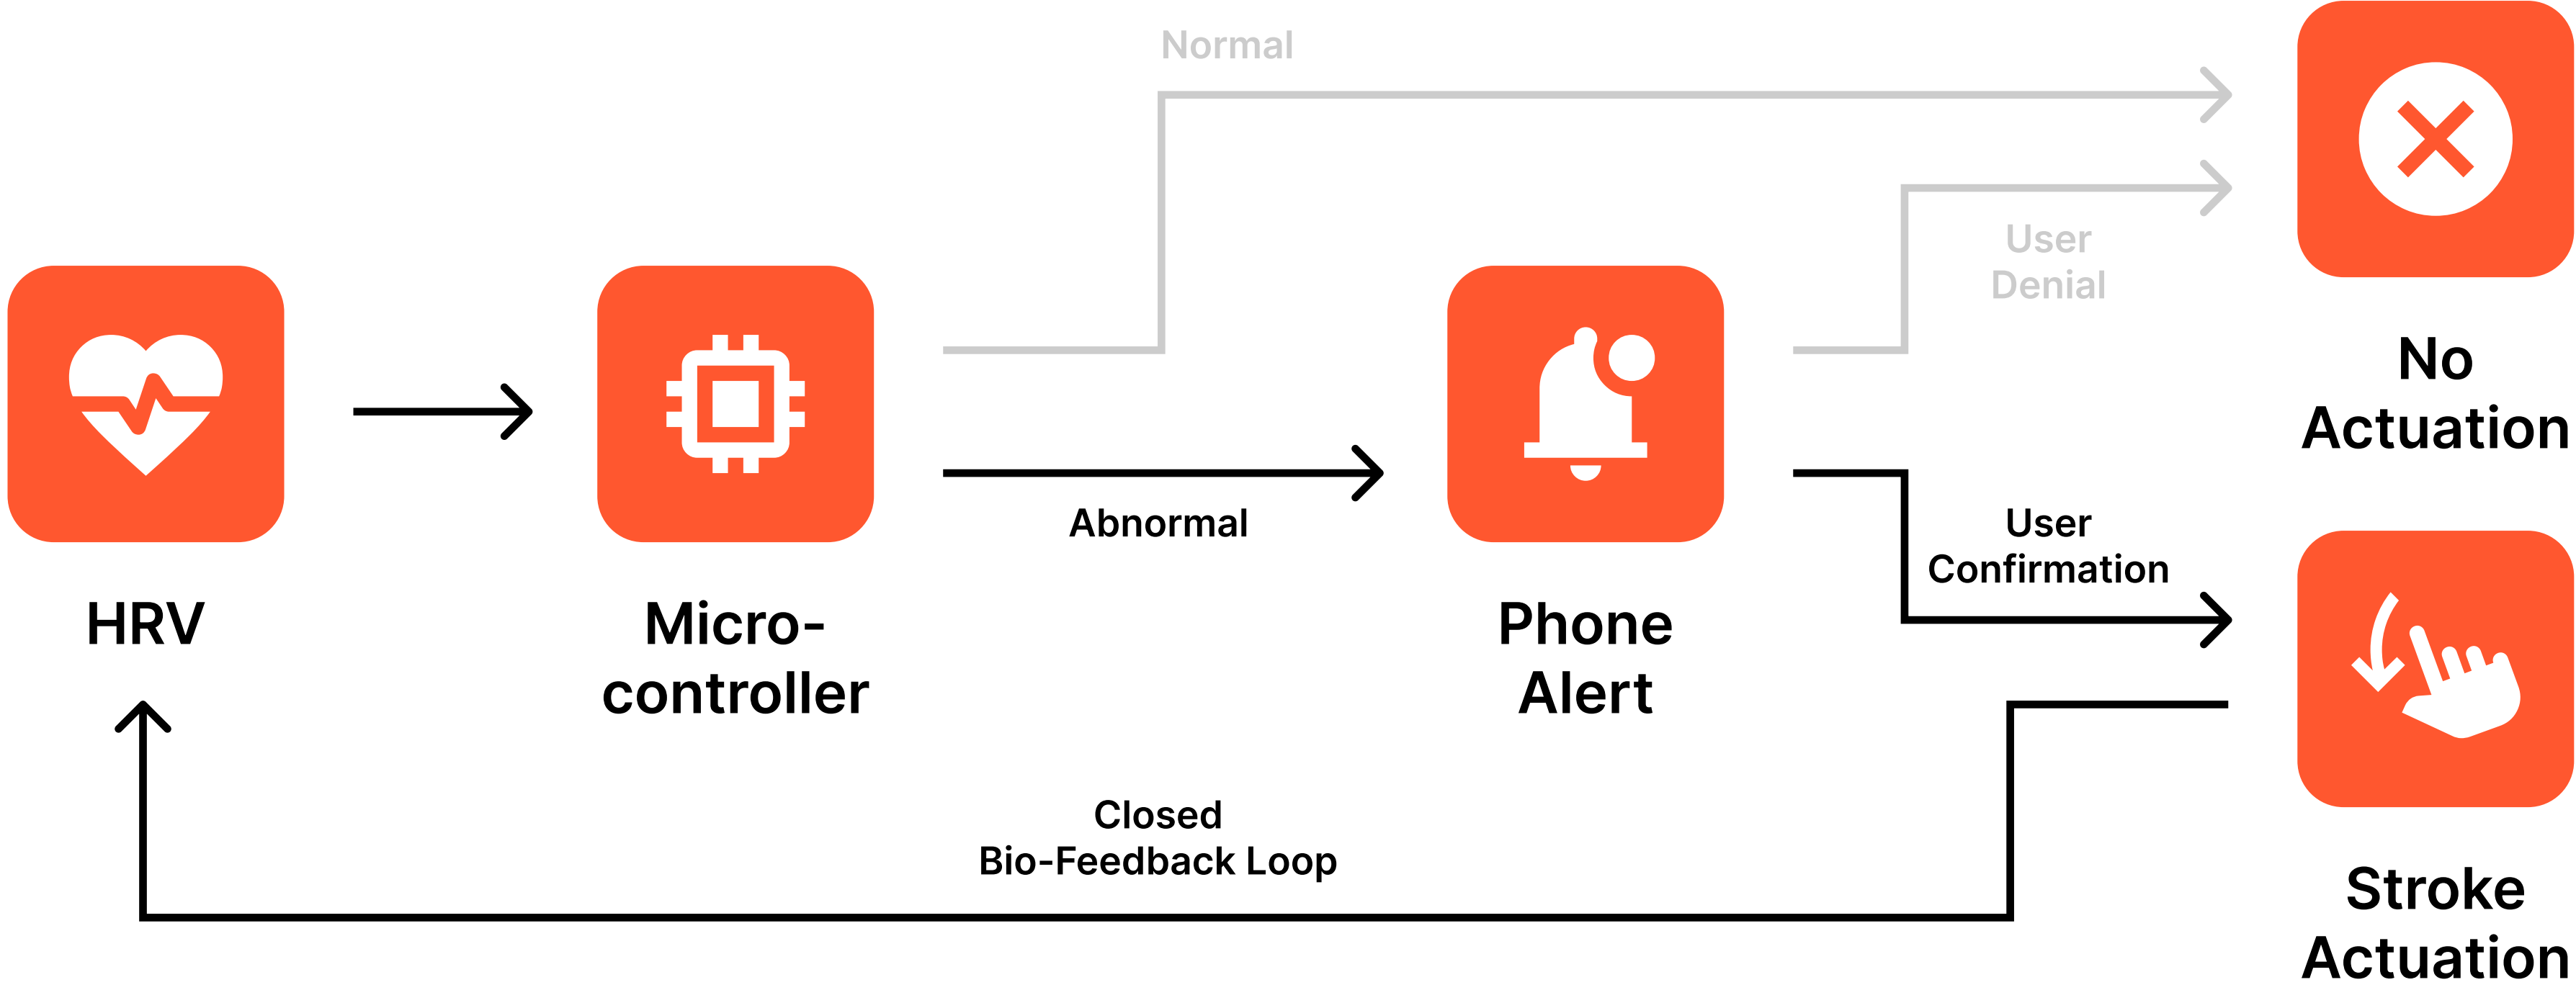 Normal
User
Denial
No
Actuation
Abnormal
User
Confirmation
HRV
Micro-
controller
Phone
Alert
Closed
Bio-Feedback Loop
Stroke
Actuation